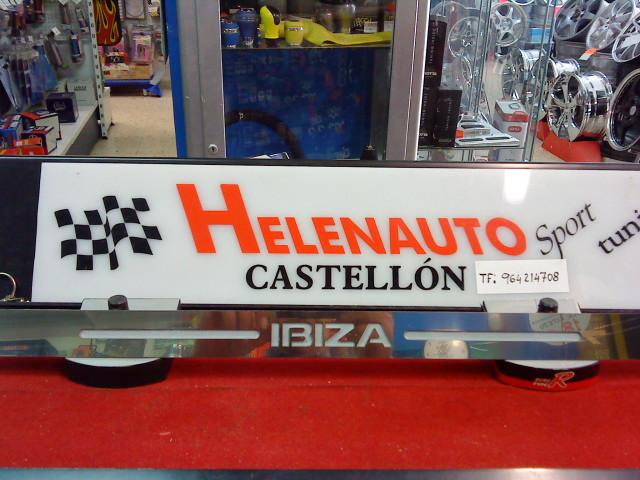 HELENAUTO Sport
CASTELLÓN
TF: 964214708
IBIZA